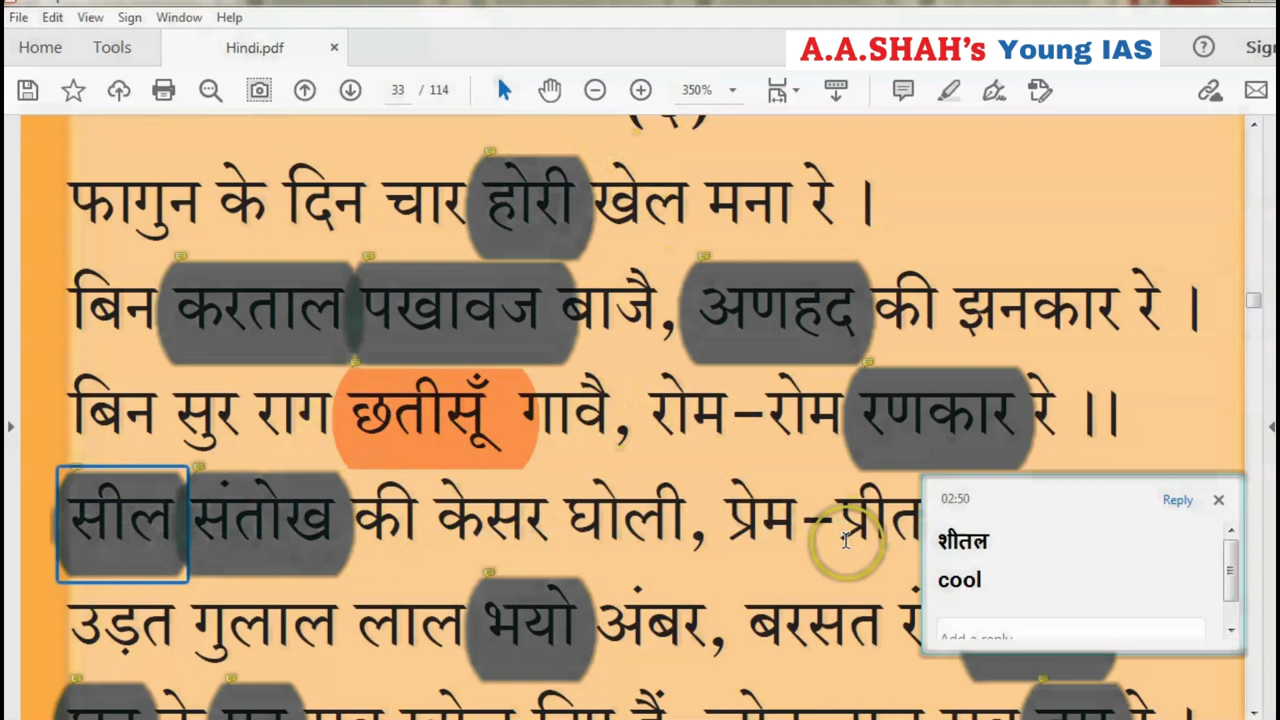 File Edit View Sign Window Help
Home Tools Hindi.pdf × A.A.SHAH's Young IAS ?
33 / 114 350%
फागुन के दिन चार होरी खेल मना रे ।
बिन करताल पखावज बाजै, अणहद की झनकार रे ।
बिन सुर राग छतीसूँ गावै, रोम-रोम रणकार रे ।।
सील संतोख की केसर घोली, प्रेम-प्रीत
02:50 Reply ×
शीतल
cool
उड़त गुलाल लाल भयो अंबर, बरसत